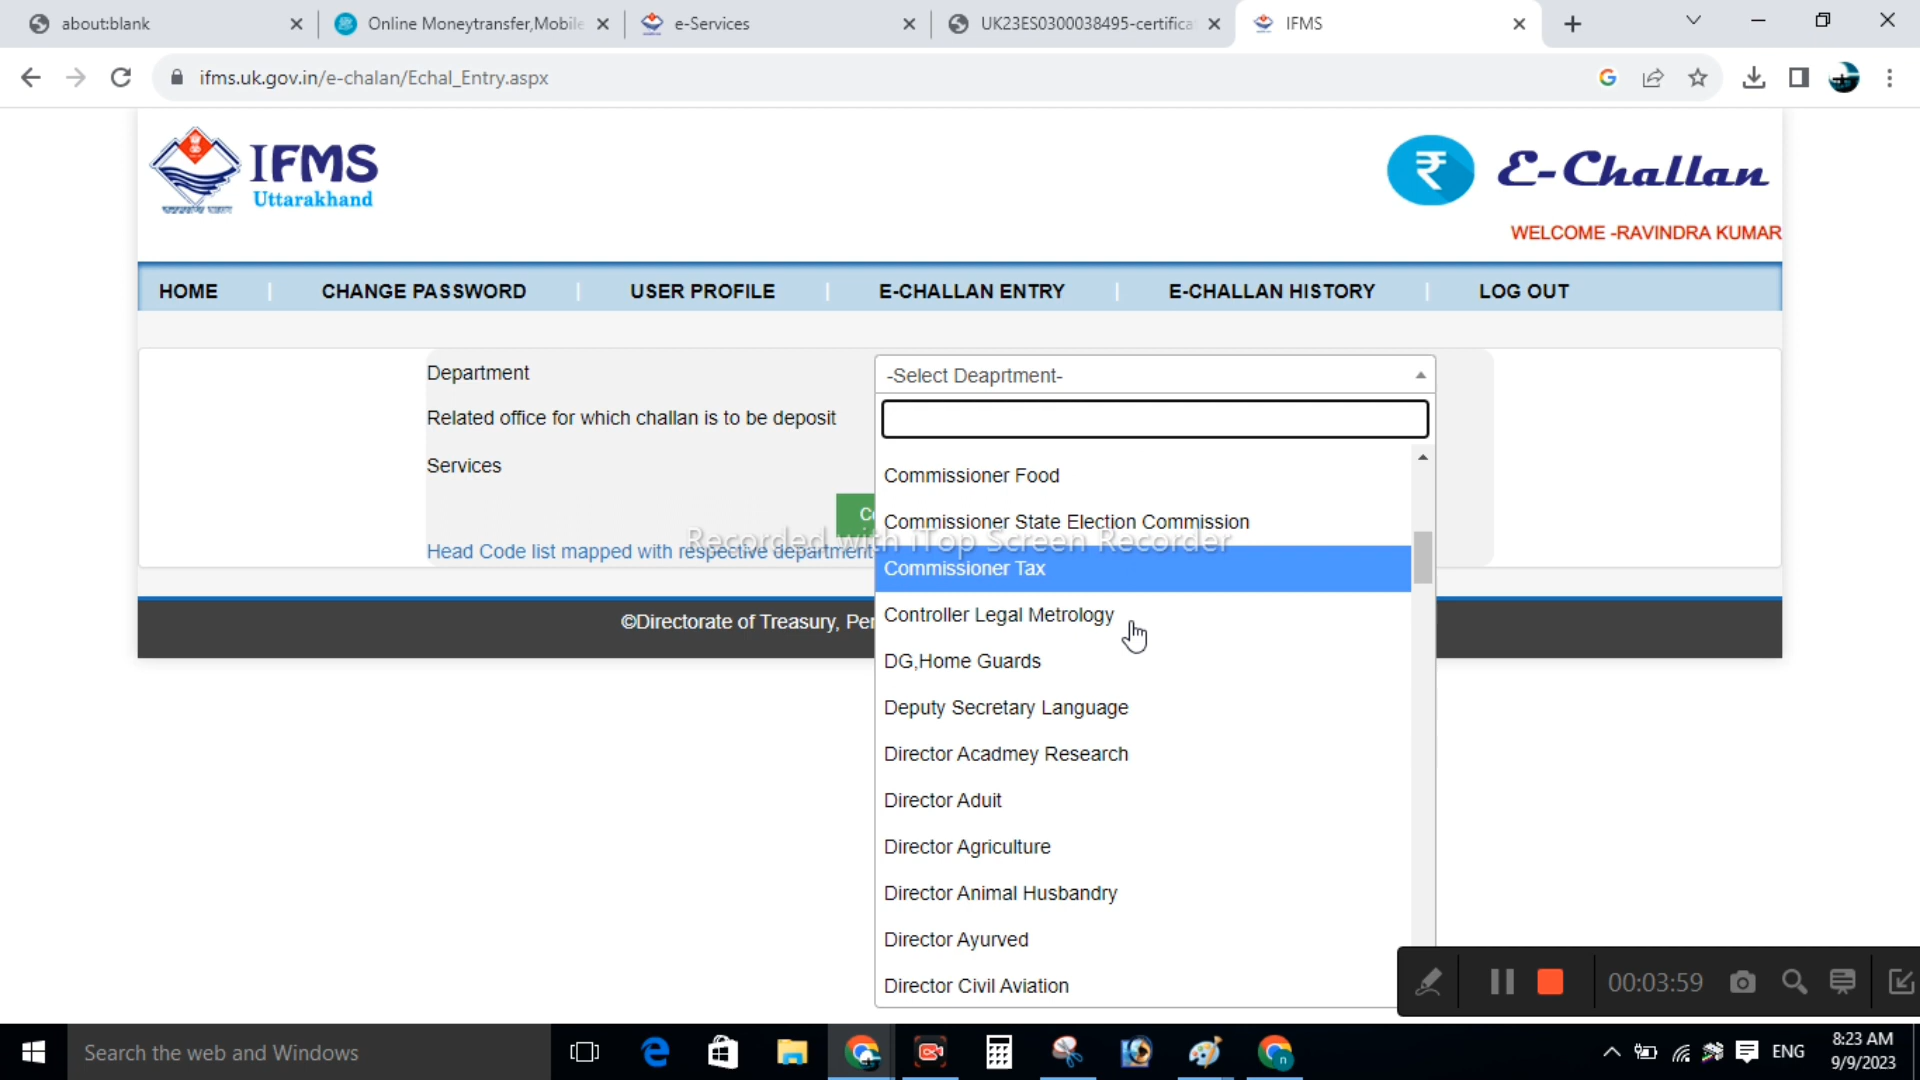 about:blank
Online Moneytransfer,Mobile
e-Services
UK23ES0300038495-certifica
IFMS
ifms.uk.gov.in/e-chalan/Echal_Entry.aspx
IFMS
Uttarakhand
₹
E-Challan
WELCOME -RAVINDRA KUMAR
HOME | CHANGE PASSWORD | USER PROFILE | E-CHALLAN ENTRY | E-CHALLAN HISTORY | LOG OUT
Department
-Select Deaprtment-
Related office for which challan is to be deposit
Services
Commissioner Food
Commissioner State Election Commission
Recorded with iTop Screen Recorder
Head Code list mapped with respective department
Commissioner Tax
Controller Legal Metrology
©Directorate of Treasury,
DG,Home Guards
Deputy Secretary Language
Director Acadmey Research
Director Aduit
Director Agriculture
Director Animal Husbandry
Director Ayurved
Director Civil Aviation
00:03:59
Search the web and Windows
ENG
8:23 AM
9/9/2023